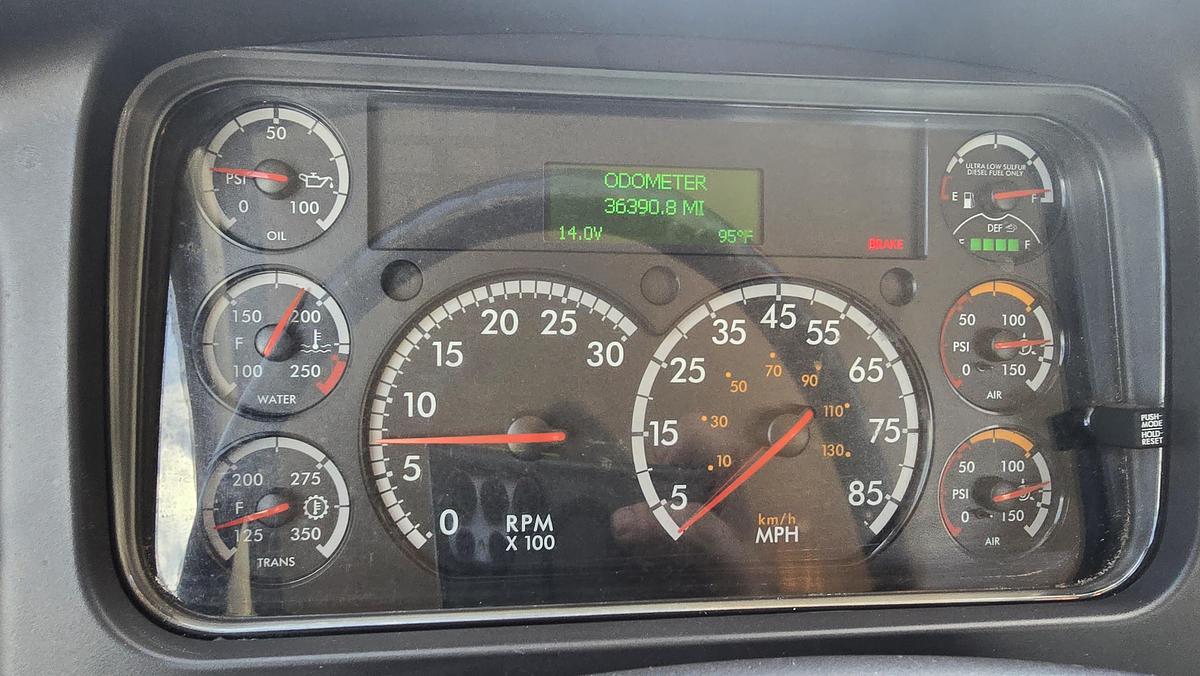 50
PSI
0 100
OIL
150 200
F
100 250
WATER
200 275
F
125 350
TRANS
ODOMETER
36390.8 MI
14.0V 95°F
BRAKE
0 5 10 15 20 25 30
RPM
X 100
5 15 25 35 45 55 65 75 85
10 30 50 70 90 110 130
km/h
MPH
ULTRA LOW SULFUR
DIESEL FUEL ONLY
E F
DEF
E F
50 100
PSI
0 150
AIR
50 100
PSI
0 150
AIR
PUSH-
MODE
HOLD-
RESET